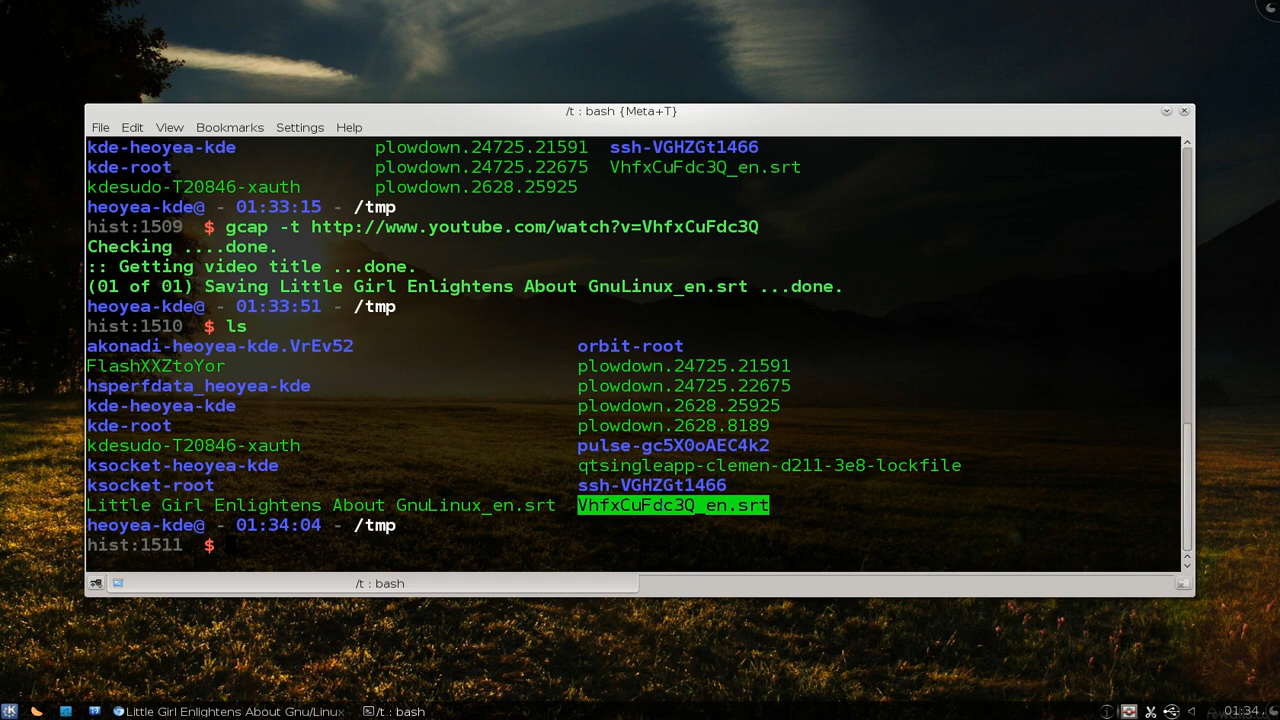 /t : bash {Meta+T}
File Edit View Bookmarks Settings Help
kde-heoyea-kde plowdown.24725.21591 ssh-VGHZGt1466
kde-root plowdown.24725.22675 VhfxCuFdc3Q_en.srt
kdesudo-T20846-xauth plowdown.2628.25925
heoyea-kde@ - 01:33:15 - /tmp
hist:1509 $ gcap -t http://www.youtube.com/watch?v=VhfxCuFdc3Q
Checking ....done.
:: Getting video title ...done.
(01 of 01) Saving Little Girl Enlightens About GnuLinux_en.srt ...done.
heoyea-kde@ - 01:33:51 - /tmp
hist:1510 $ ls
akonadi-heoyea-kde.VrEv52 orbit-root
FlashXXZtoYor plowdown.24725.21591
hsperfdata_heoyea-kde plowdown.24725.22675
kde-heoyea-kde plowdown.2628.25925
kde-root plowdown.2628.8189
kdesudo-T20846-xauth pulse-gc5X0oAEC4k2
ksocket-heoyea-kde qtsingleapp-clemen-d211-3e8-lockfile
ksocket-root ssh-VGHZGt1466
Little Girl Enlightens About GnuLinux_en.srt VhfxCuFdc3Q_en.srt
heoyea-kde@ - 01:34:04 - /tmp
hist:1511 $
/t : bash
Little Girl Enlightens About Gnu/Linux /t : bash 01:34